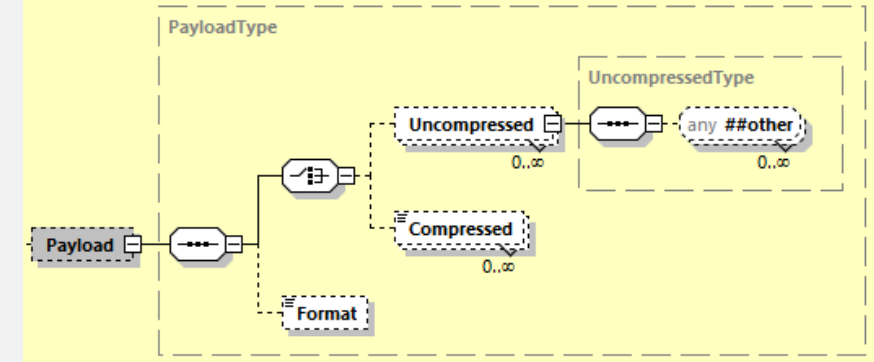 PayloadType
UncompressedType
Uncompressed
any ##other
0..∞
0..∞
Payload
Compressed
0..∞
Format